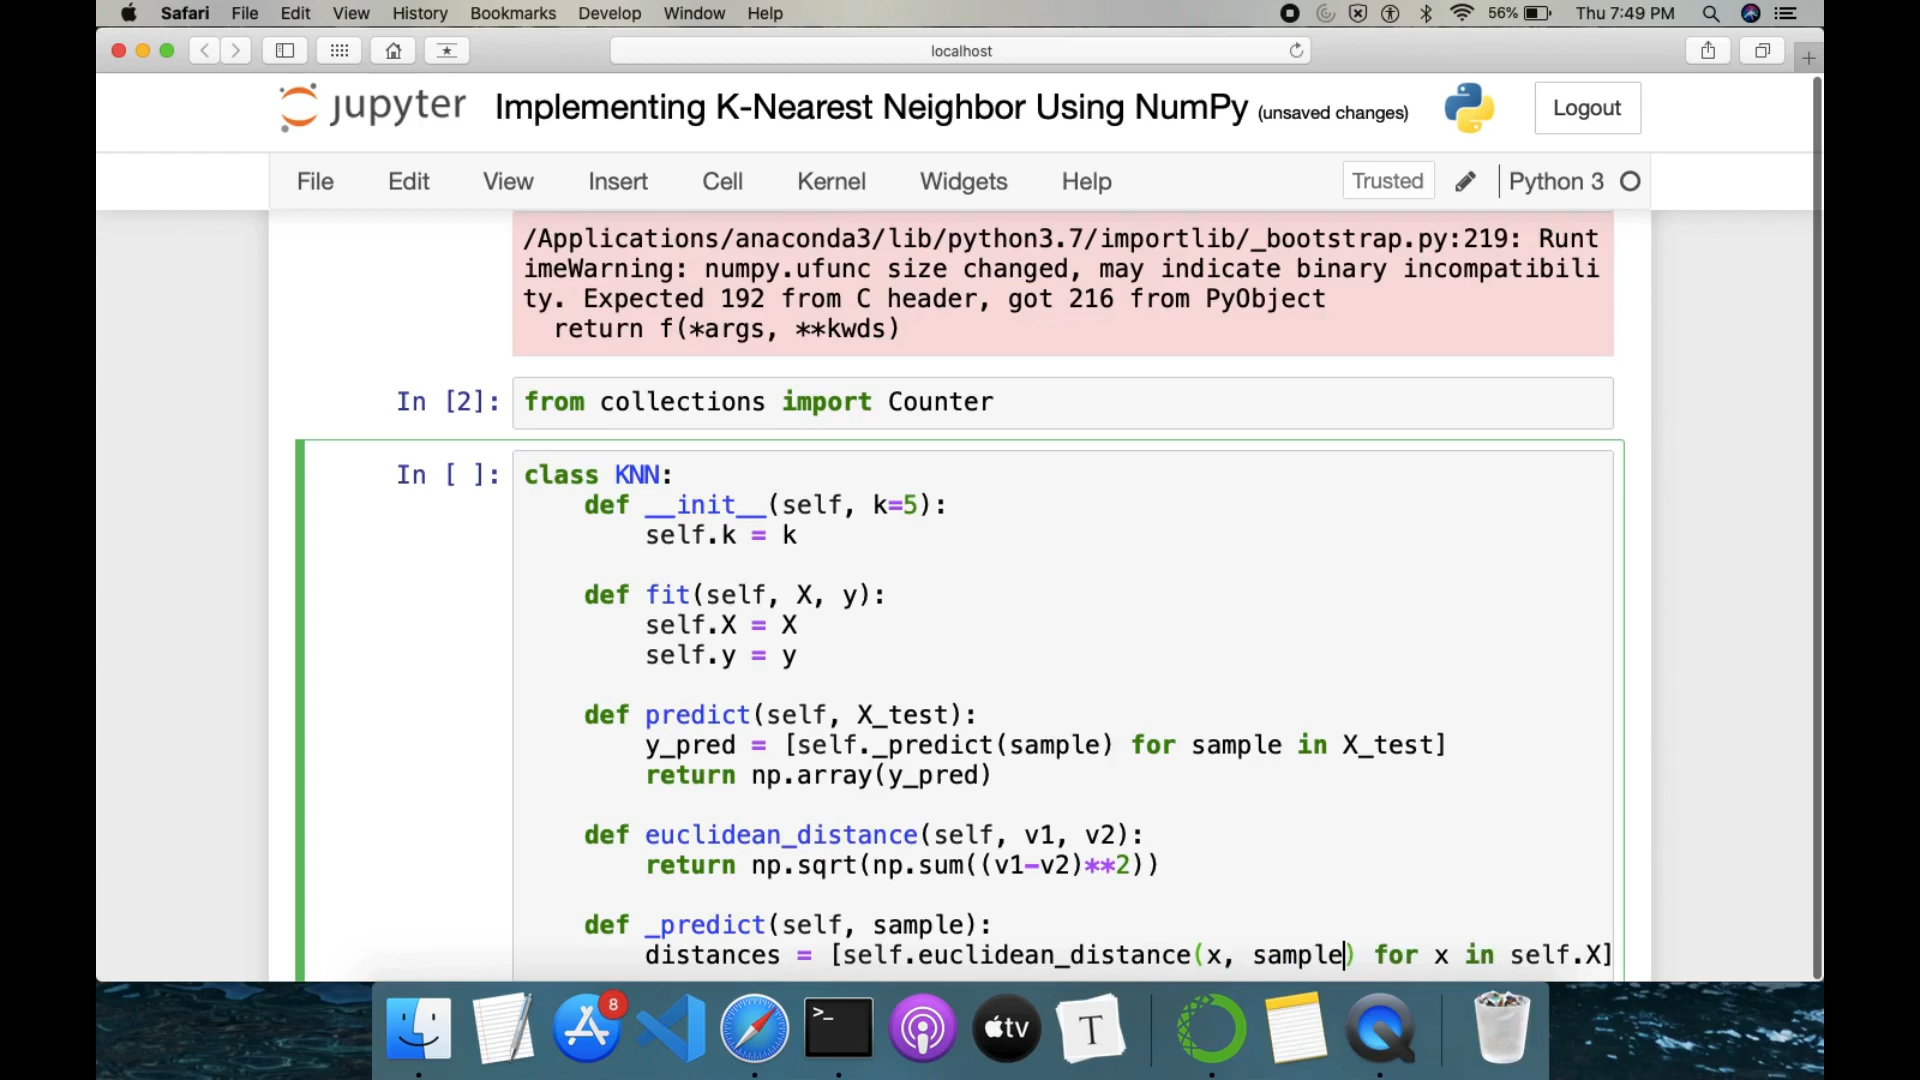 Safari File Edit View History Bookmarks Develop Window Help 56% Thu 7:49 PM
localhost
jupyter Implementing K-Nearest Neighbor Using NumPy (unsaved changes) Logout
File Edit View Insert Cell Kernel Widgets Help Trusted Python 3
/Applications/anaconda3/lib/python3.7/importlib/_bootstrap.py:219: Runt
imeWarning: numpy.ufunc size changed, may indicate binary incompatibili
ty. Expected 192 from C header, got 216 from PyObject
  return f(*args, **kwds)
In [2]: from collections import Counter
In [ ]: class KNN:
    def __init__(self, k=5):
        self.k = k
    def fit(self, X, y):
        self.X = X
        self.y = y
    def predict(self, X_test):
        y_pred = [self._predict(sample) for sample in X_test]
        return np.array(y_pred)
    def euclidean_distance(self, v1, v2):
        return np.sqrt(np.sum((v1-v2)**2))
    def _predict(self, sample):
        distances = [self.euclidean_distance(x, sample) for x in self.X]
8
>_
tv
T